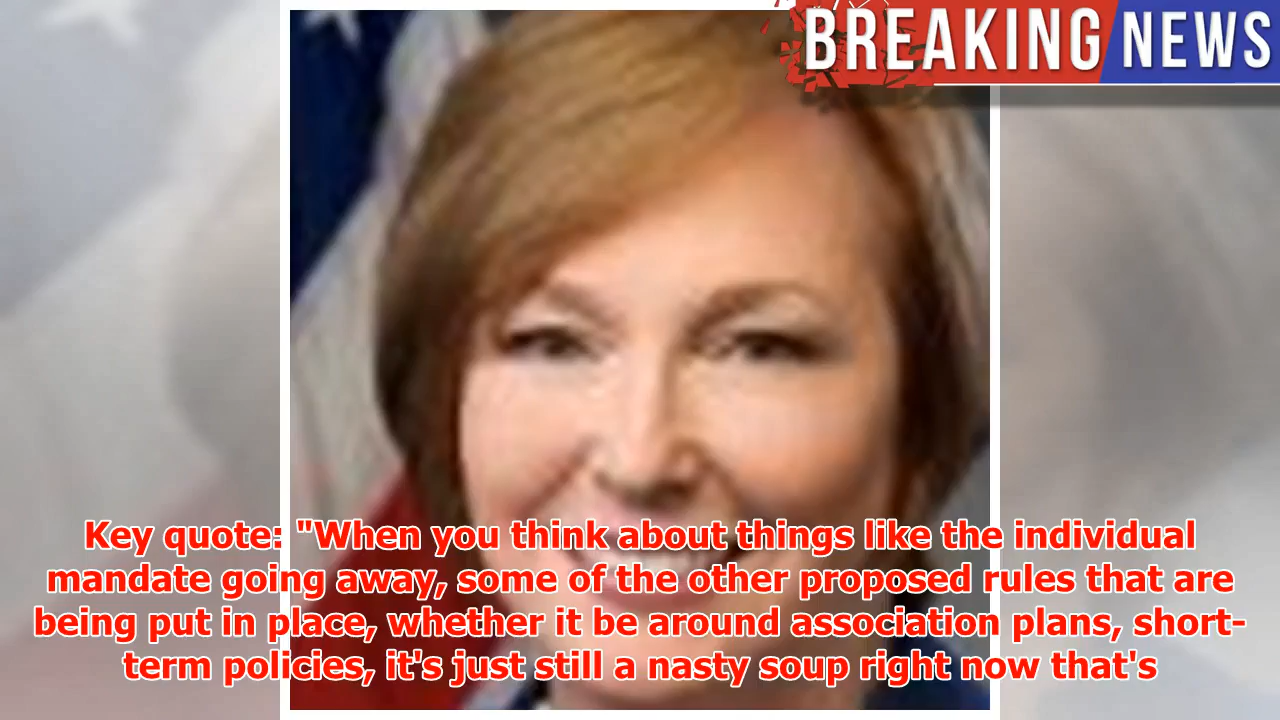 BREAKING NEWS
Key quote: "When you think about things like the individual
mandate going away, some of the other proposed rules that are
being put in place, whether it be around association plans, short-
term policies, it's just still a nasty soup right now that's